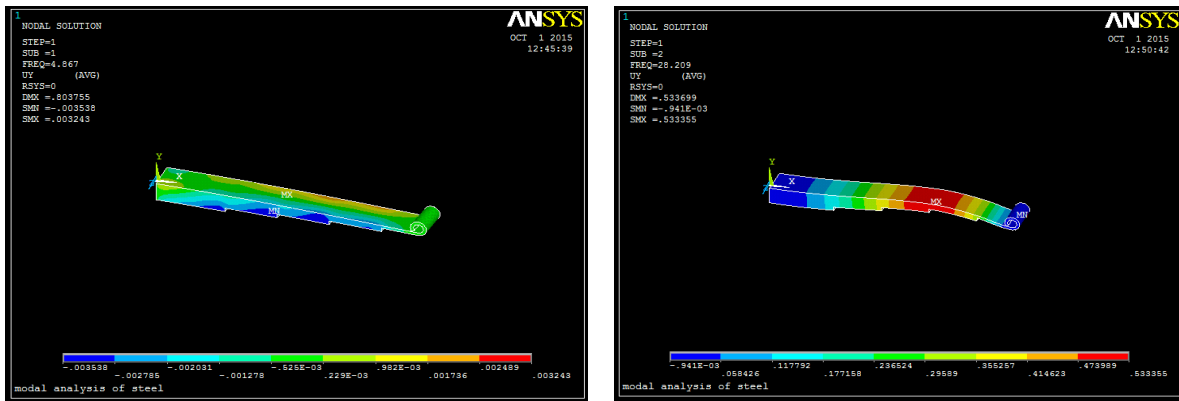 1
NODAL SOLUTION
ANSYS
OCT 1 2015
12:45:39
STEP=1
SUB =1
FREQ=4.867
UY (AVG)
RSYS=0
DMX =.803755
SMN =-.003538
SMX =.003243
Y
X
MX
MN
-.003538 -.002031 -.525E-03 .982E-03 .002489
-.002785 -.001278 .229E-03 .001736 .003243
modal analysis of steel
1
NODAL SOLUTION
ANSYS
OCT 1 2015
12:50:42
STEP=1
SUB =2
FREQ=28.209
UY (AVG)
RSYS=0
DMX =.533699
SMN =-.941E-03
SMX =.533355
Y
X
MX
MN
-.941E-03 .117792 .236524 .355257 .473989
.058426 .177158 .29589 .414623 .533355
modal analysis of steel